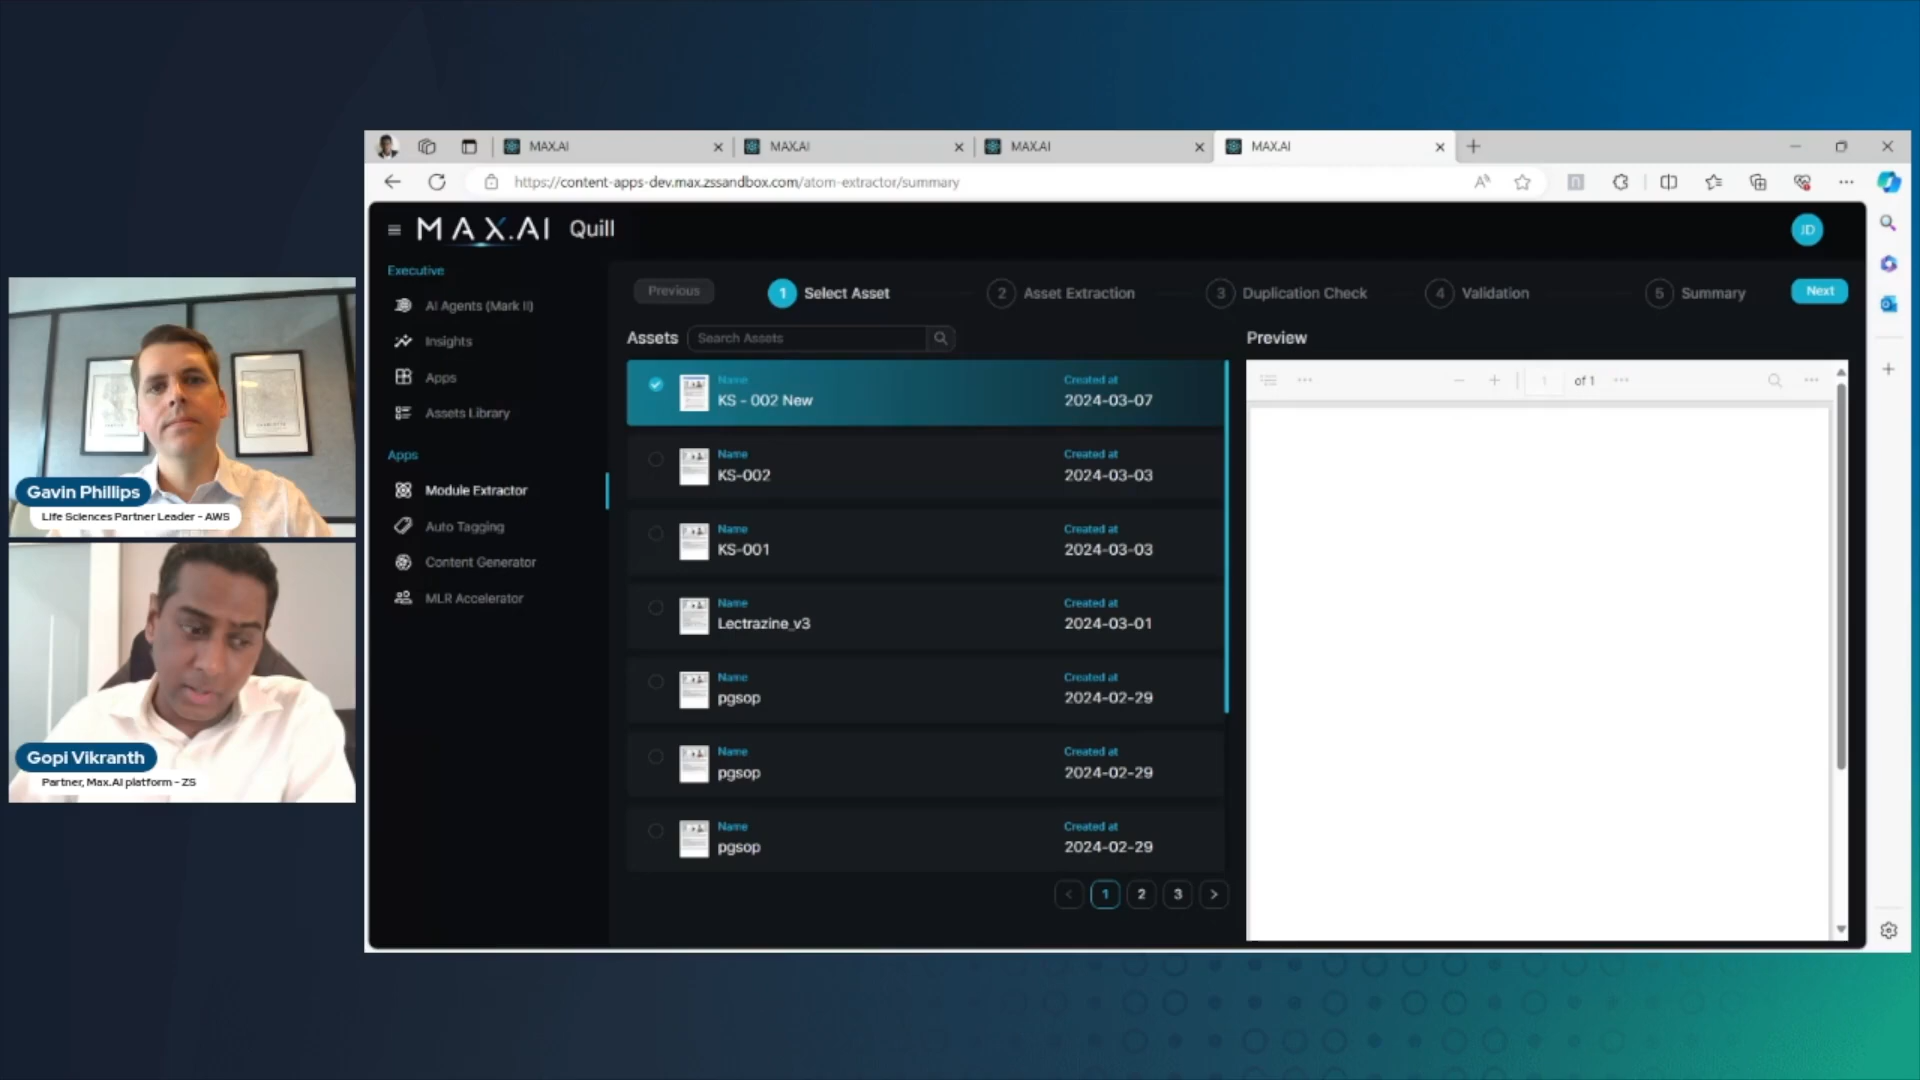 MAX.AI
MAX.AI
MAX.AI
MAX.AI
https://content-apps-dev.max.zssandbox.com/atom-extractor/summary
MAX.AI Quill
JD
Executive
AI Agents (Mark II)
Insights
Apps
Assets Library
Apps
Module Extractor
Auto Tagging
Content Generator
MLR Accelerator
Previous
1 Select Asset
2 Asset Extraction
3 Duplication Check
4 Validation
5 Summary
Next
Assets
Search Assets
Preview
1 of 1
Name Created at
KS - 002 New 2024-03-07
Name Created at
KS-002 2024-03-03
Name Created at
KS-001 2024-03-03
Name Created at
Lectrazine_v3 2024-03-01
Name Created at
pgsop 2024-02-29
Name Created at
pgsop 2024-02-29
Name Created at
pgsop 2024-02-29
< 1 2 3 >
Gavin Phillips
Life Sciences Partner Leader - AWS
Gopi Vikranth
Partner, Max.AI platform - ZS